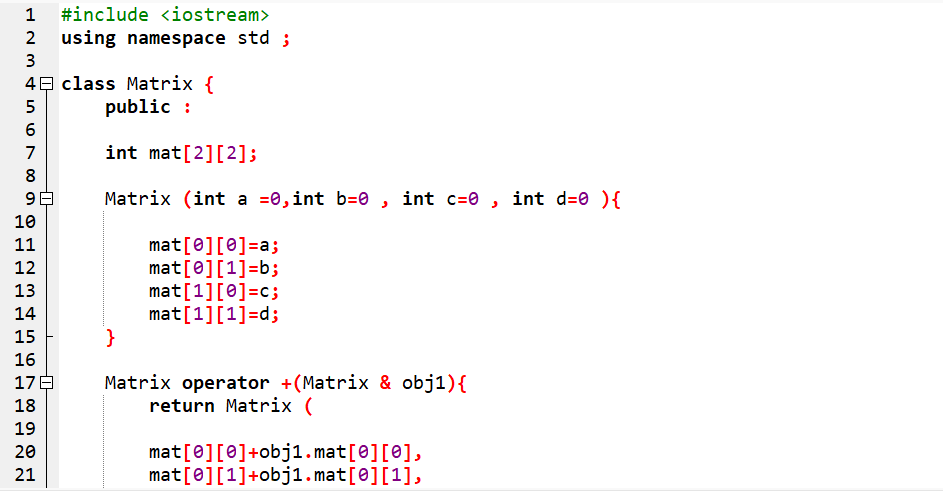 1 #include <iostream>
2 using namespace std ;
3
4 class Matrix {
5 public :
6
7 int mat[2][2];
8
9 Matrix (int a =0,int b=0 , int c=0 , int d=0 ){
10
11 mat[0][0]=a;
12 mat[0][1]=b;
13 mat[1][0]=c;
14 mat[1][1]=d;
15 }
16
17 Matrix operator +(Matrix & obj1){
18 return Matrix (
19
20 mat[0][0]+obj1.mat[0][0],
21 mat[0][1]+obj1.mat[0][1],